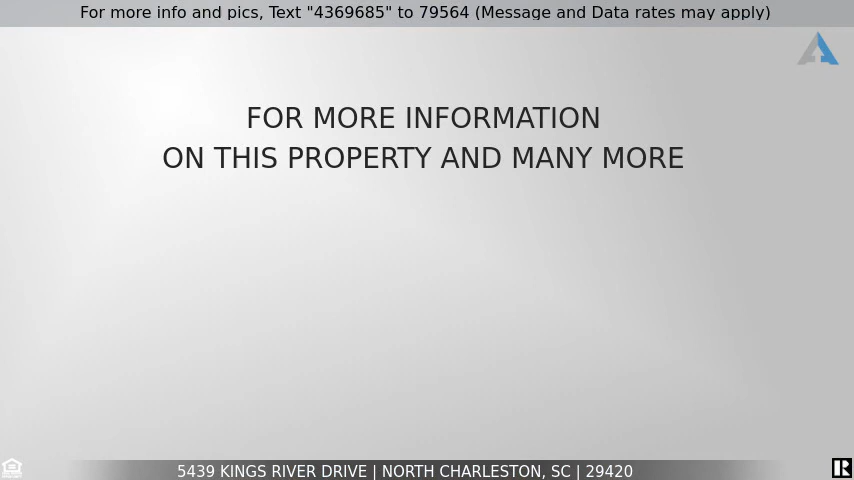 For more info and pics, Text "4369685" to 79564 (Message and Data rates may apply)
FOR MORE INFORMATION
ON THIS PROPERTY AND MANY MORE
5439 KINGS RIVER DRIVE | NORTH CHARLESTON, SC | 29420